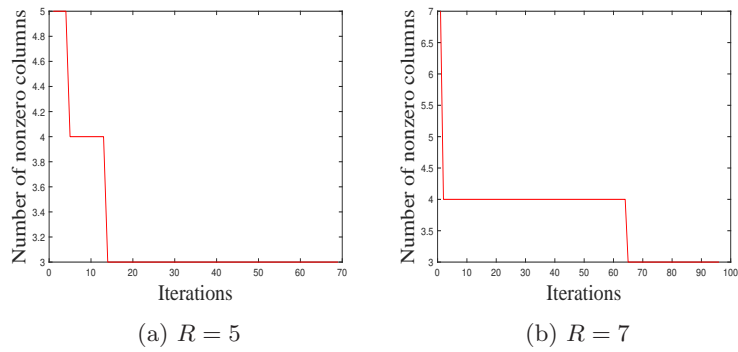 Number of nonzero columns
5
4.8
4.6
4.4
4.2
4
3.8
3.6
3.4
3.2
3
0 10 20 30 40 50 60 70
Iterations
(a) R = 5
Number of nonzero columns
7
6.5
6
5.5
5
4.5
4
3.5
3
0 10 20 30 40 50 60 70 80 90 100
Iterations
(b) R = 7